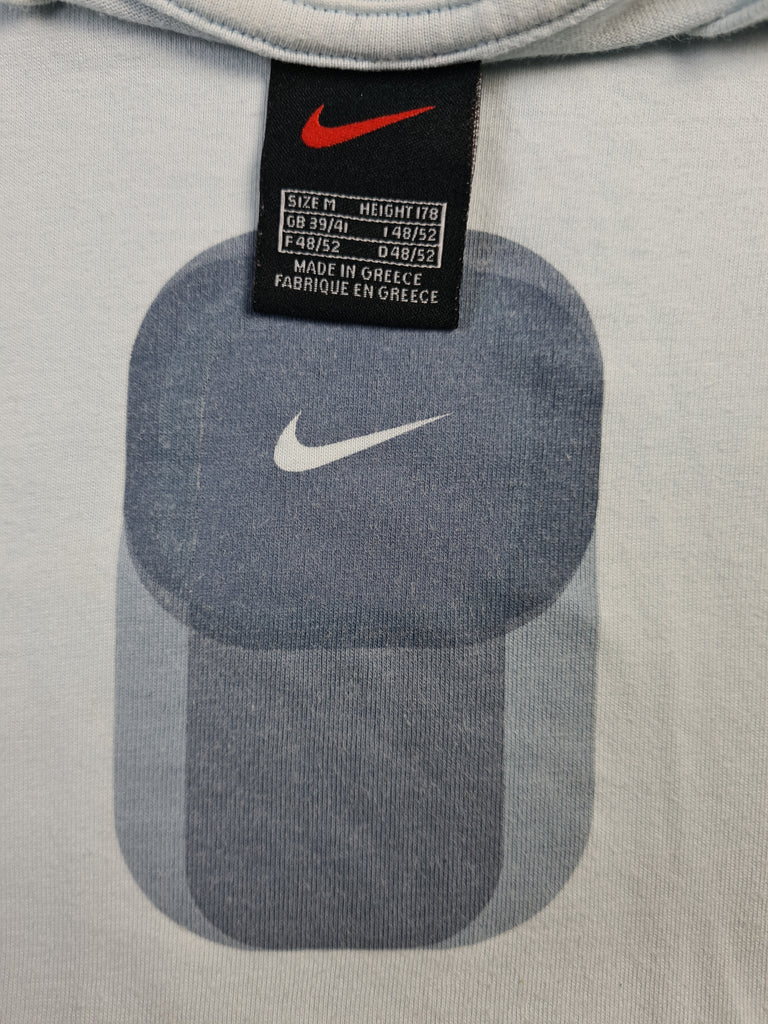 SIZE M HEIGHT 178
GB 39/41 I 48/52
F 48/52 D 48/52
MADE IN GREECE
FABRIQUE EN GREECE